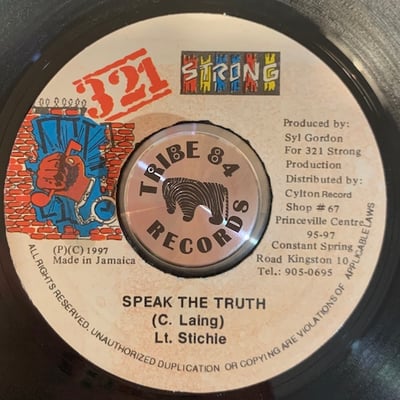 321
STRONG
Produced by:
Syl Gordon
For 321 Strong
Production
Distributed by:
Cylton Record
Shop # 67
Princeville Centre
95-97
Constant Spring
Road Kingston 10
Tel.: 905-0695
TRIBE 84
RECORDS
(P)(C) 1997
Made in Jamaica
SPEAK THE TRUTH
(C. Laing)
Lt. Stichie
ALL RIGHTS RESERVED. UNAUTHORIZED DUPLICATION OR COPYING ARE VIOLATIONS OF APPLICABLE LAWS